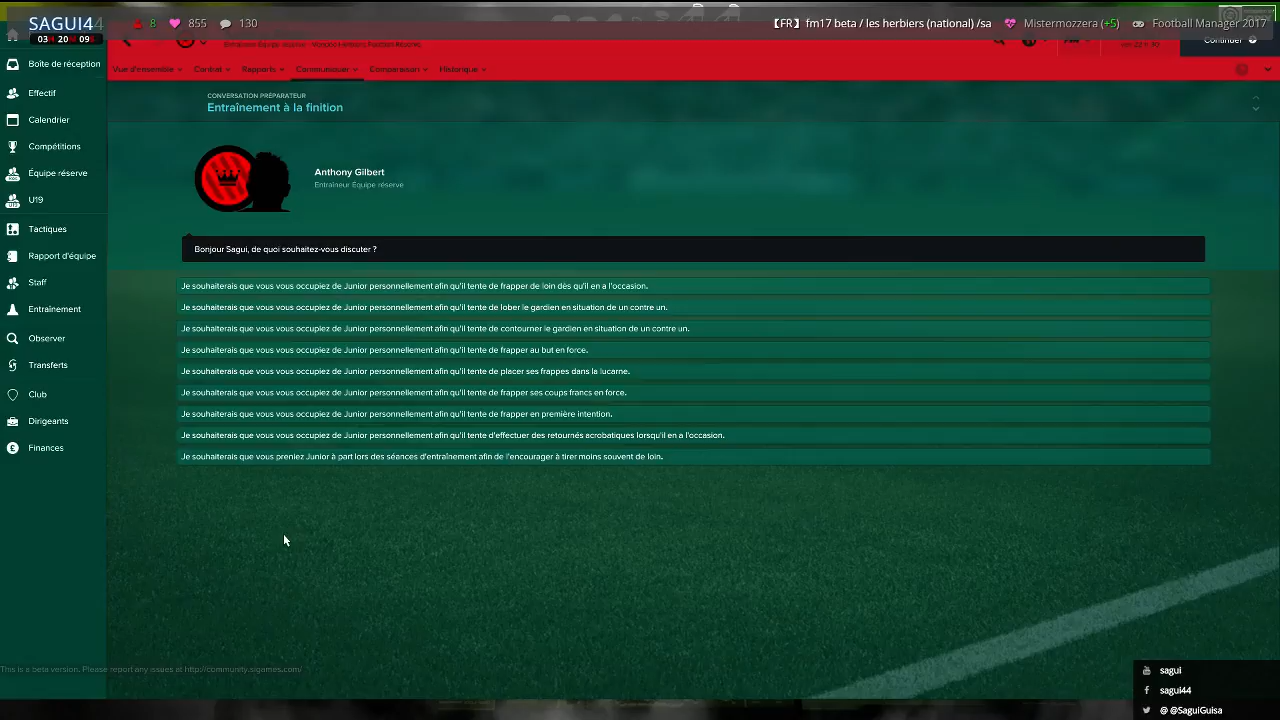 SAGUI44 8 855 130 【FR】 fm17 beta / les herbiers (national) /sa Mistermozzera (+5) Football Manager 2017
Continuer
Vue d'ensemble Contrat Rapports Communiquer Comparaison Historique
CONVERSATION PRÉPARATEUR
Entraînement à la finition
Boîte de réception
Effectif
Calendrier
Compétitions
Équipe réserve
U19
Tactiques
Rapport d'équipe
Staff
Entraînement
Observer
Transferts
Club
Dirigeants
Finances
Anthony Gilbert
Entraîneur Équipe réserve
Bonjour Sagui, de quoi souhaitez-vous discuter ?
Je souhaiterais que vous vous occupiez de Junior personnellement afin qu'il tente de frapper de loin dès qu'il en a l'occasion.
Je souhaiterais que vous vous occupiez de Junior personnellement afin qu'il tente de lober le gardien en situation de un contre un.
Je souhaiterais que vous vous occupiez de Junior personnellement afin qu'il tente de contourner le gardien en situation de un contre un.
Je souhaiterais que vous vous occupiez de Junior personnellement afin qu'il tente de frapper au but en force.
Je souhaiterais que vous vous occupiez de Junior personnellement afin qu'il tente de placer ses frappes dans la lucarne.
Je souhaiterais que vous vous occupiez de Junior personnellement afin qu'il tente de frapper ses coups francs en force.
Je souhaiterais que vous vous occupiez de Junior personnellement afin qu'il tente de frapper en première intention.
Je souhaiterais que vous vous occupiez de Junior personnellement afin qu'il tente d'effectuer des retournés acrobatiques lorsqu'il en a l'occasion.
Je souhaiterais que vous preniez Junior à part lors des séances d'entraînement afin de l'encourager à tirer moins souvent de loin.
This is a beta version. Please report any issues at http://community.sigames.com/
sagui
sagui44
@ @SaguiGuisa